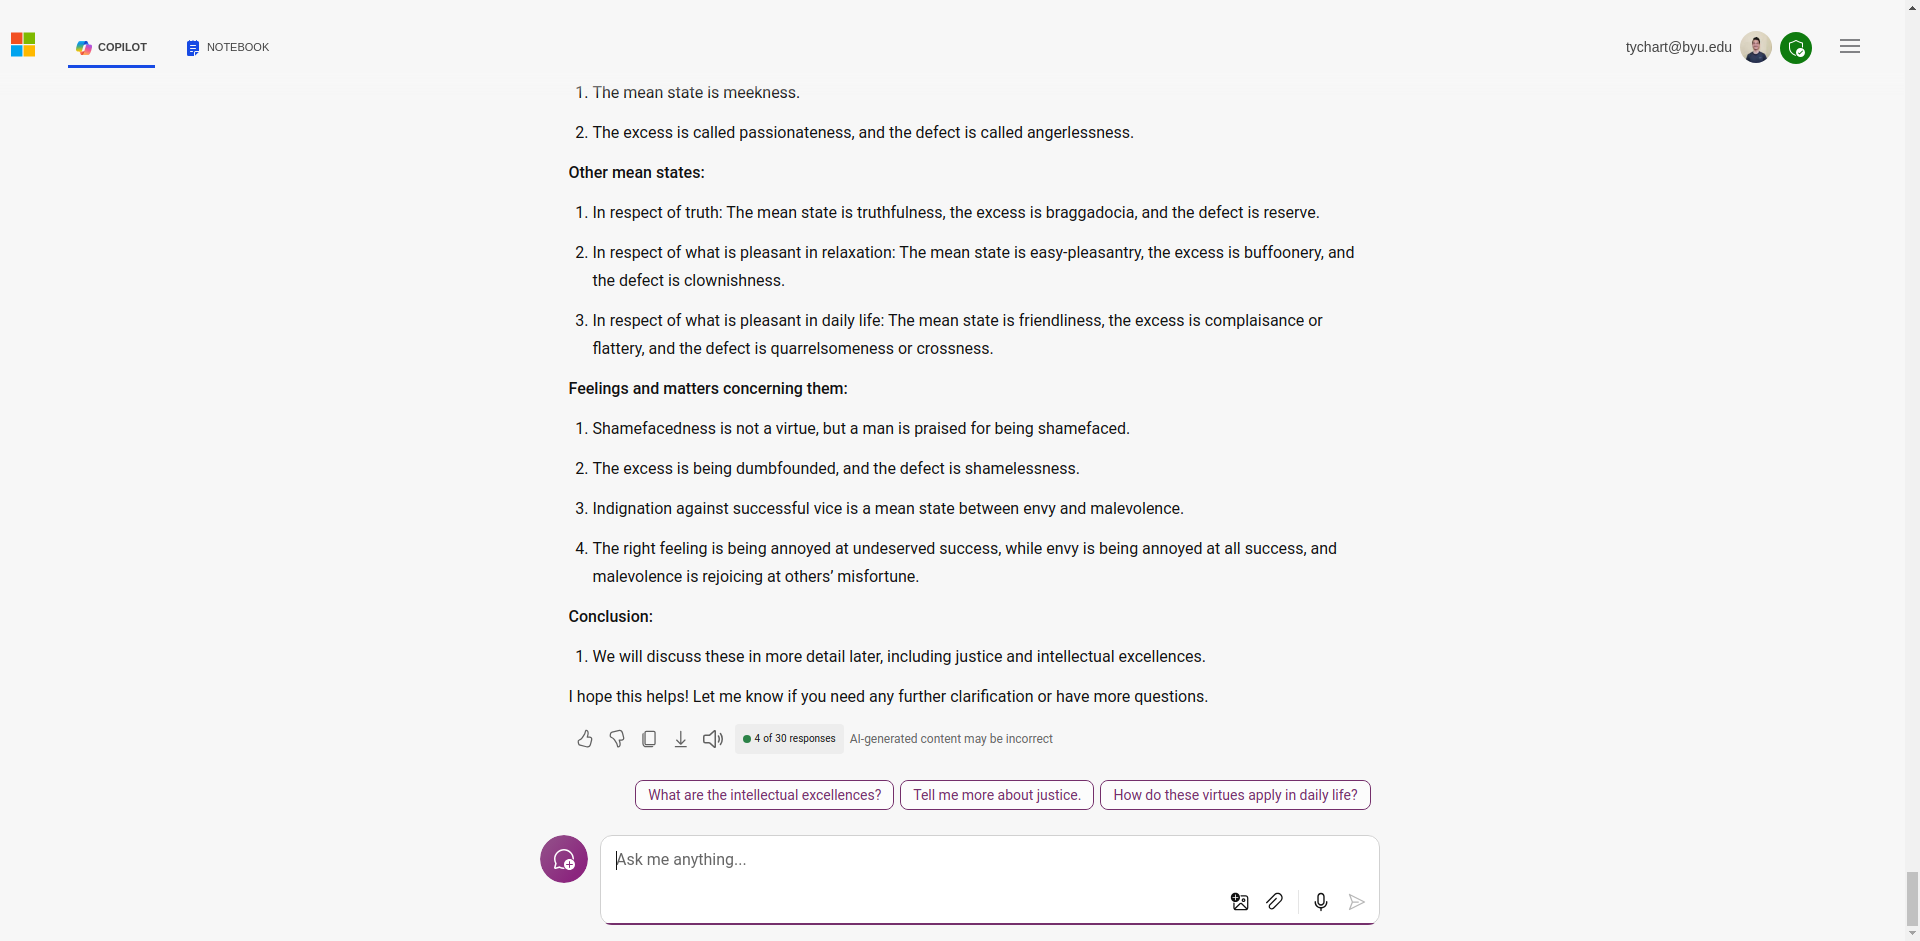 COPILOT
NOTEBOOK
tychart@byu.edu
1. The mean state is meekness.
2. The excess is called passionateness, and the defect is called angerlessness.
Other mean states:
1. In respect of truth: The mean state is truthfulness, the excess is braggadocia, and the defect is reserve.
2. In respect of what is pleasant in relaxation: The mean state is easy-pleasantry, the excess is buffoonery, and
the defect is clownishness.
3. In respect of what is pleasant in daily life: The mean state is friendliness, the excess is complaisance or
flattery, and the defect is quarrelsomeness or crossness.
Feelings and matters concerning them:
1. Shamefacedness is not a virtue, but a man is praised for being shamefaced.
2. The excess is being dumbfounded, and the defect is shamelessness.
3. Indignation against successful vice is a mean state between envy and malevolence.
4. The right feeling is being annoyed at undeserved success, while envy is being annoyed at all success, and
malevolence is rejoicing at others’ misfortune.
Conclusion:
1. We will discuss these in more detail later, including justice and intellectual excellences.
I hope this helps! Let me know if you need any further clarification or have more questions.
4 of 30 responses
AI-generated content may be incorrect
What are the intellectual excellences?
Tell me more about justice.
How do these virtues apply in daily life?
Ask me anything...